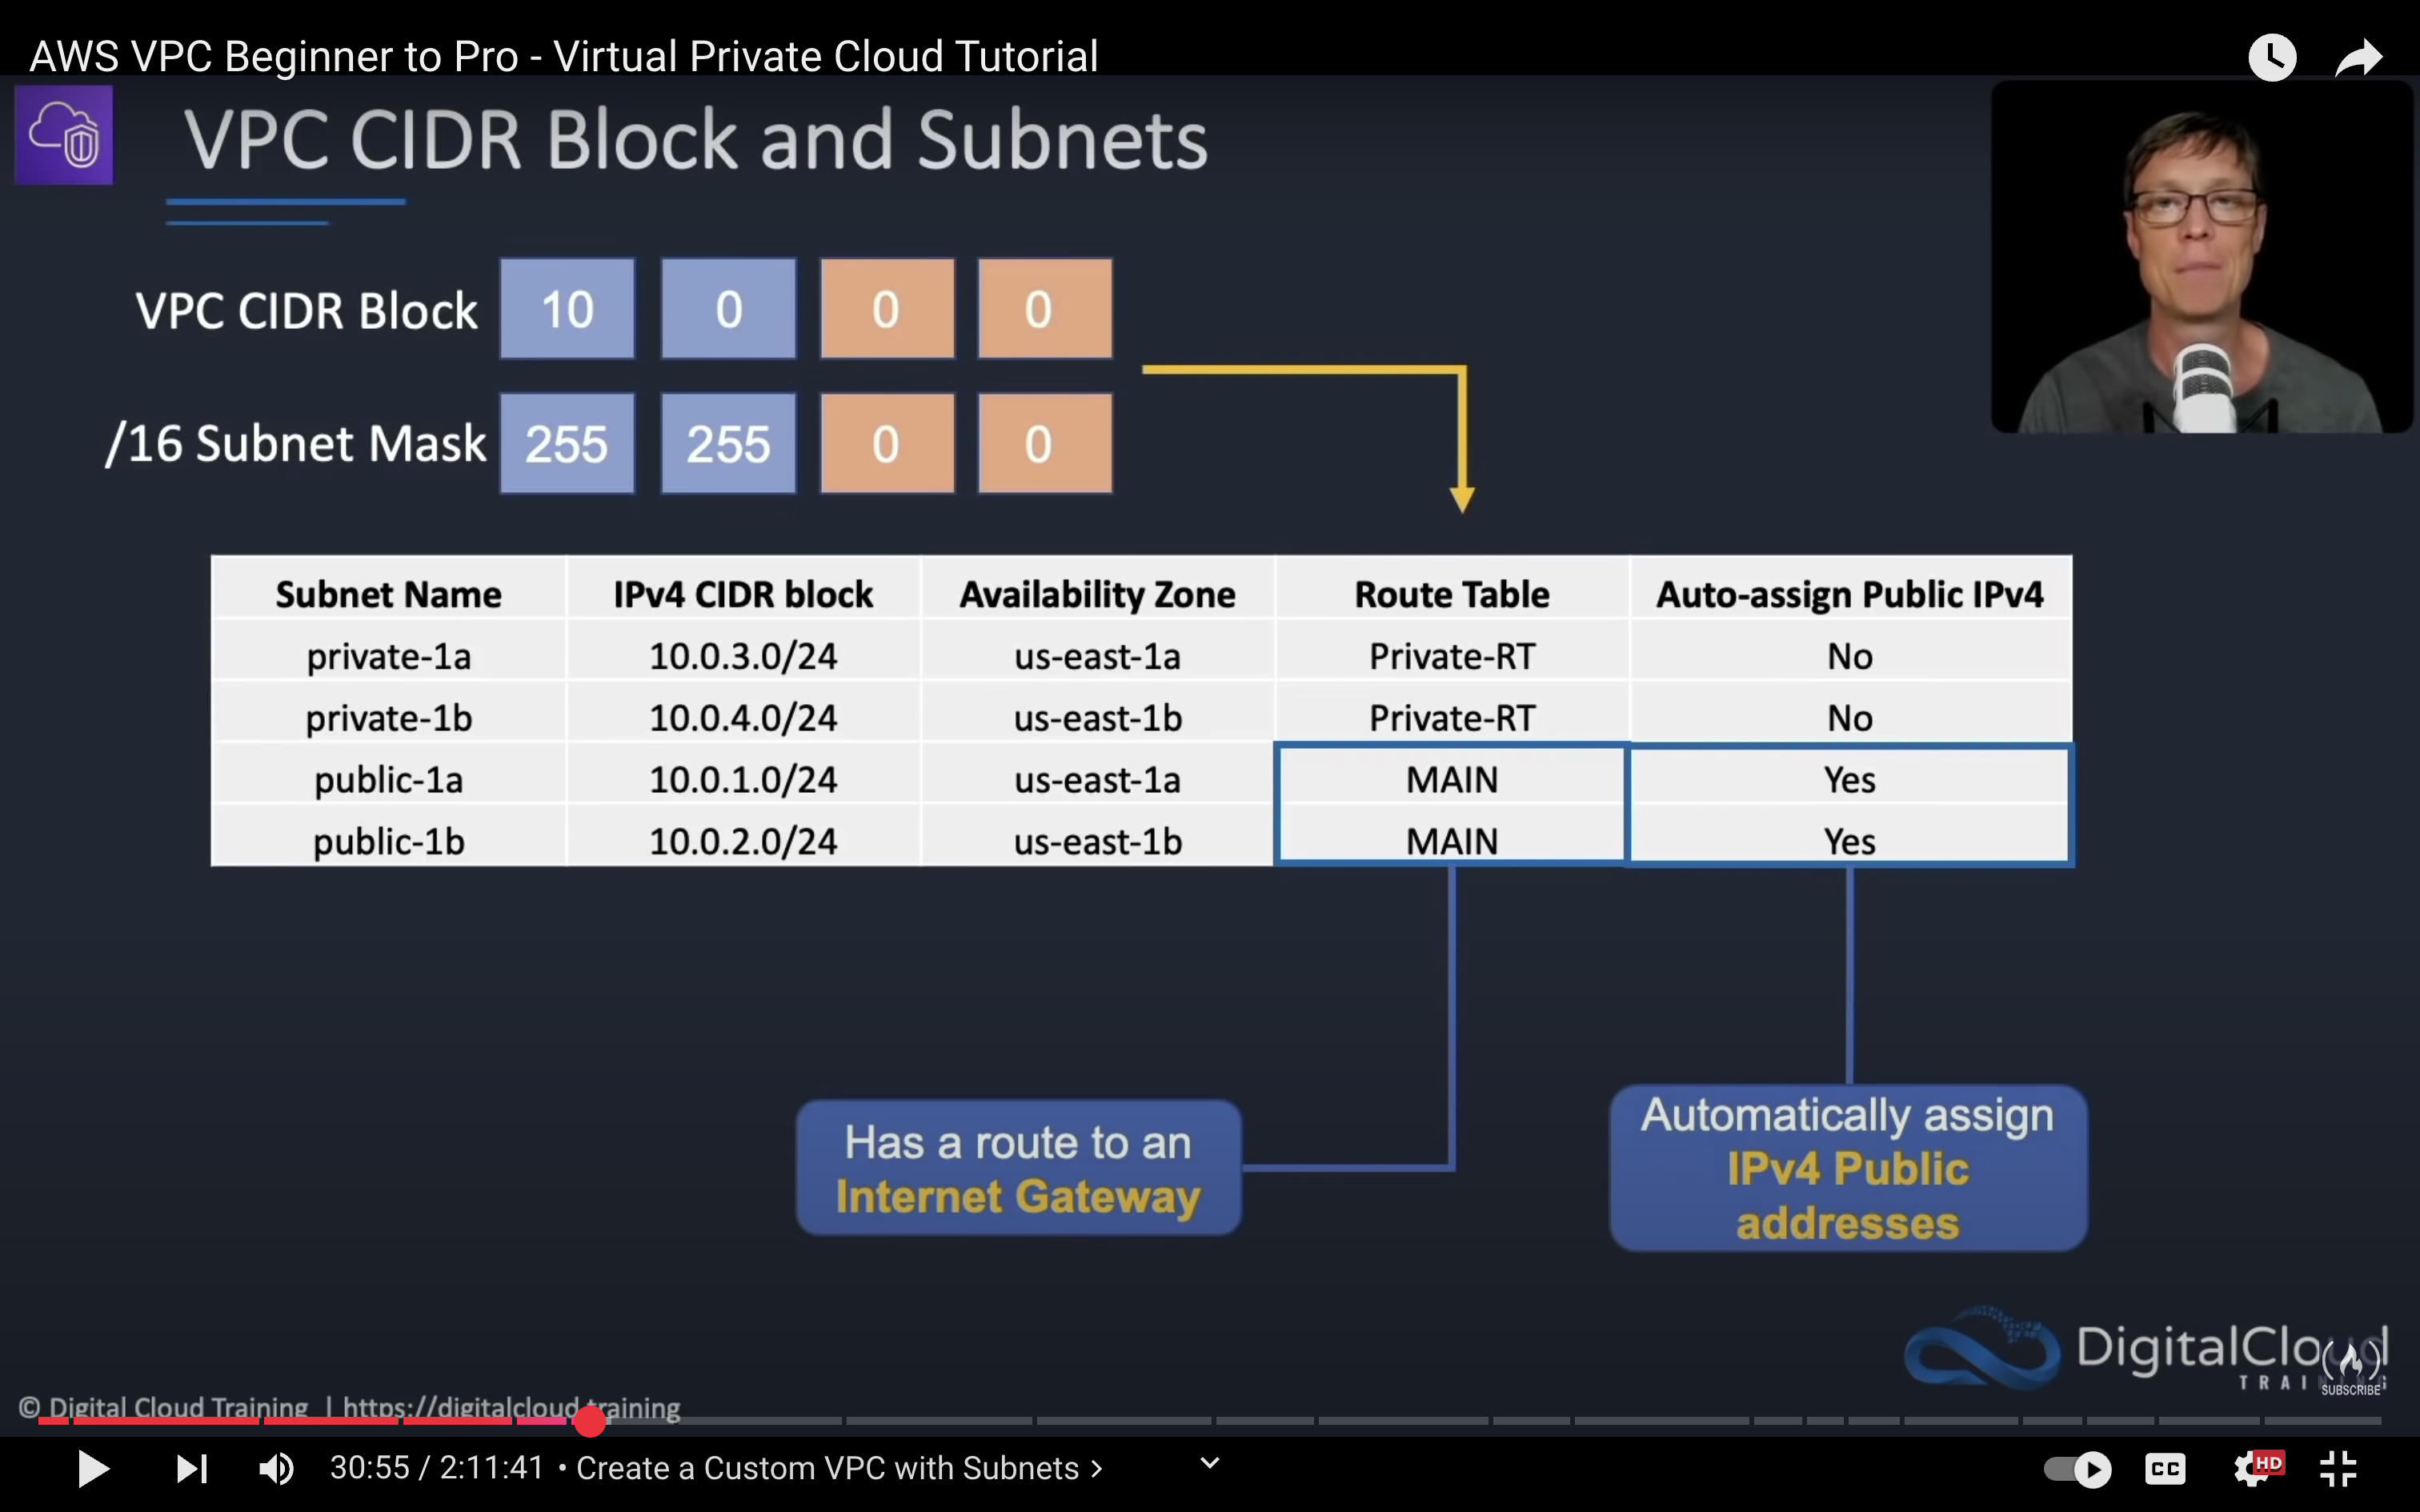 AWS VPC Beginner to Pro - Virtual Private Cloud Tutorial
VPC CIDR Block and Subnets
VPC CIDR Block 10 0 0 0
/16 Subnet Mask 255 255 0 0
Subnet Name IPv4 CIDR block Availability Zone Route Table Auto-assign Public IPv4
private-1a 10.0.3.0/24 us-east-1a Private-RT No
private-1b 10.0.4.0/24 us-east-1b Private-RT No
public-1a 10.0.1.0/24 us-east-1a MAIN Yes
public-1b 10.0.2.0/24 us-east-1b MAIN Yes
Has a route to an
Internet Gateway
Automatically assign
IPv4 Public
addresses
DigitalCloud
TRAINING
SUBSCRIBE
© Digital Cloud Training | https://digitalcloud.training
30:55 / 2:11:41 • Create a Custom VPC with Subnets >
CC
HD